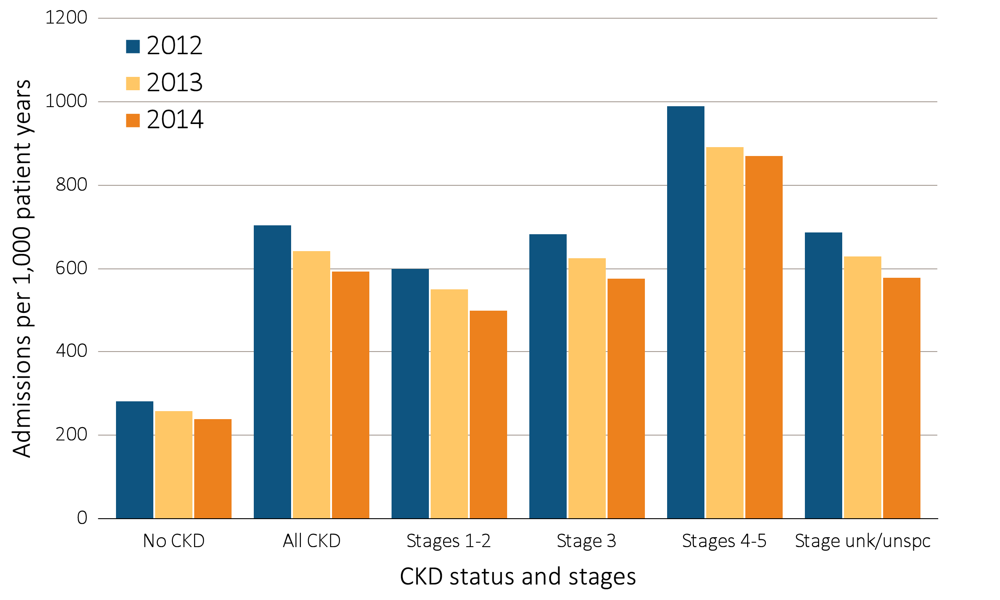 Admissions per 1,000 patient years
1200
1000
800
600
400
200
0
2012
2013
2014
No CKD
All CKD
Stages 1-2
Stage 3
Stages 4-5
Stage unk/unspc
CKD status and stages